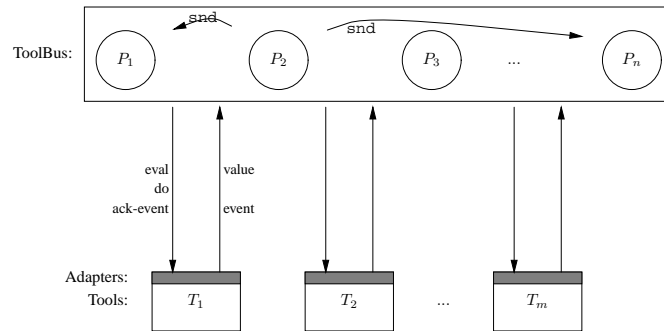 snd
snd
ToolBus:
P1 P2 P3 ... Pn
eval value
do
ack-event event
Adapters:
Tools: T1 T2 ... Tm